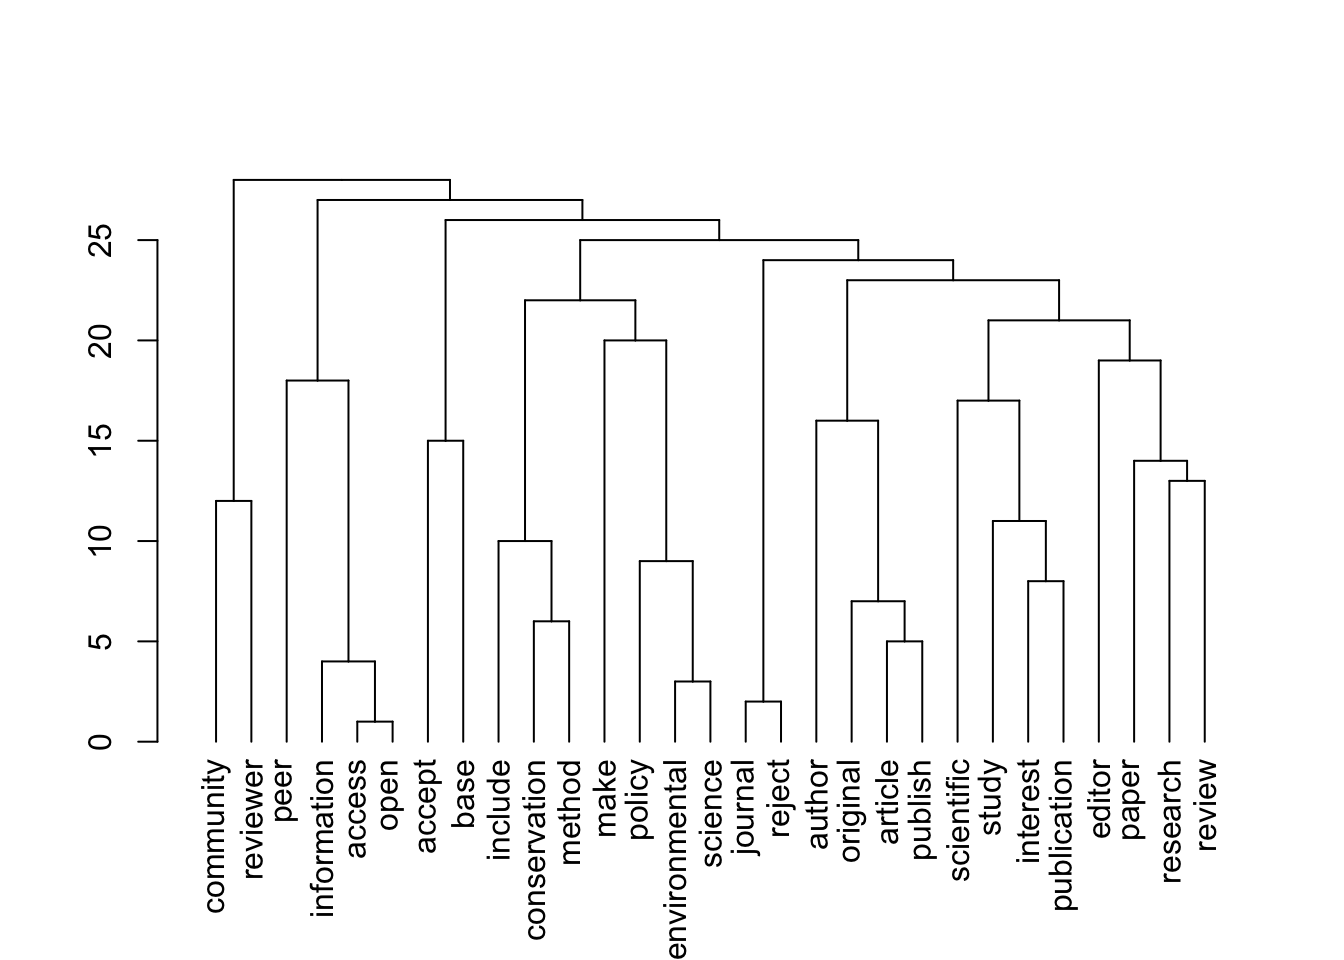 25
20
15
10
5
0
community
reviewer
peer
information
access
open
accept
base
include
conservation
method
make
policy
environmental
science
journal
reject
author
original
article
publish
scientific
study
interest
publication
editor
paper
research
review